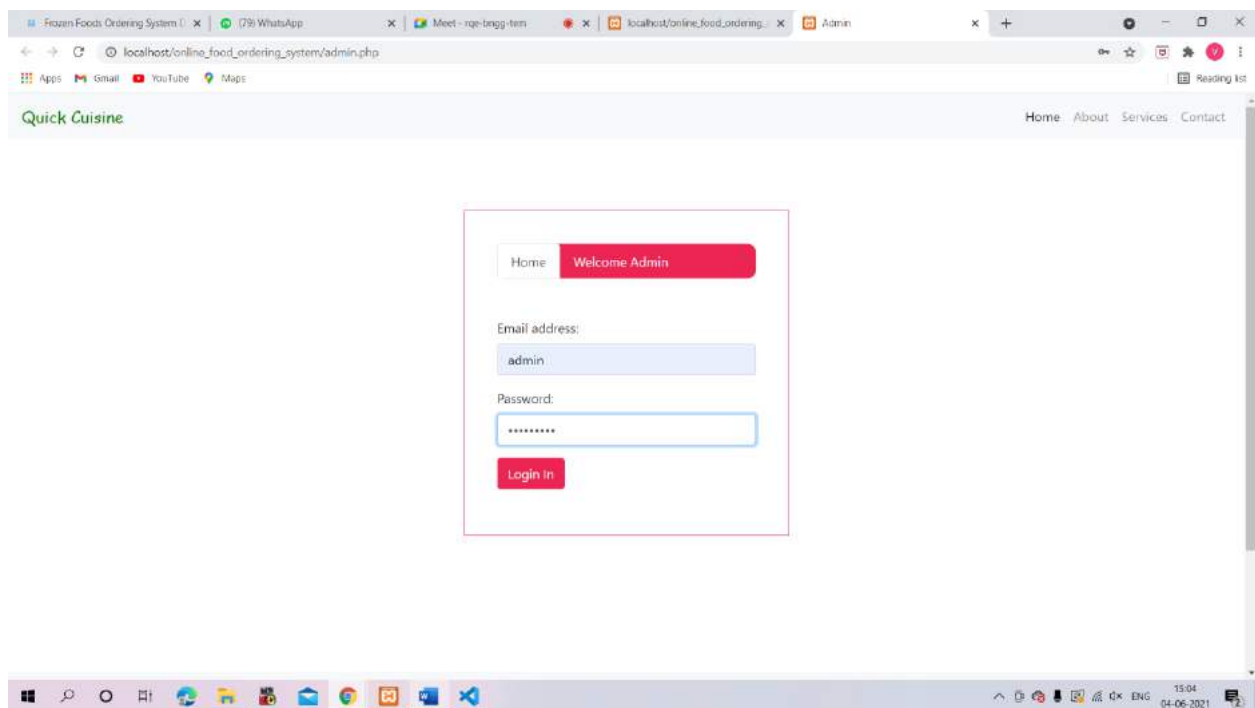 Frozen Foods Ordering System (
(79) WhatsApp
Meet - rqe-bngg-tem
localhost/online_food_ordering_
Admin
localhost/online_food_ordering_system/admin.php
Apps
Gmail
YouTube
Maps
Reading list
Quick Cuisine
Home About Services Contact
Home
Welcome Admin
Email address:
admin
Password:
•••••••••
Login In
ENG
15:04
04-06-2021